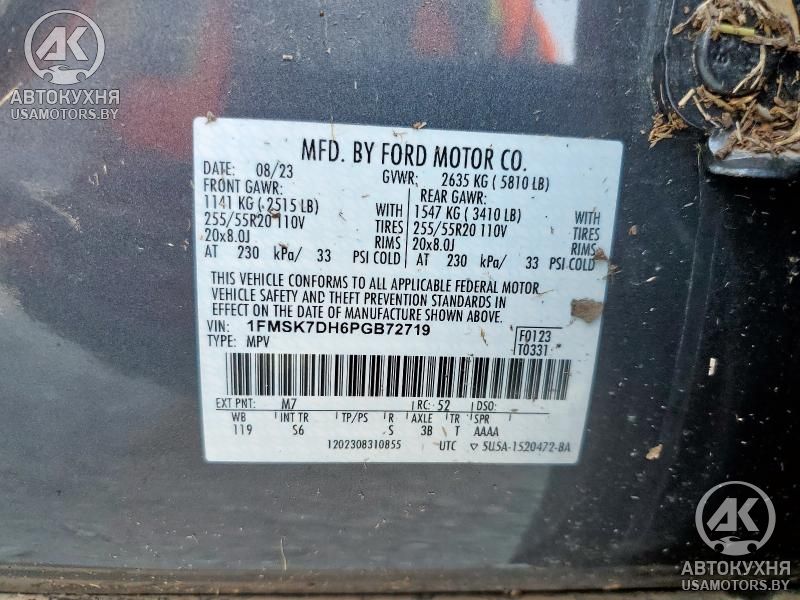 AK
АВТОКУХНЯ
USAMOTORS.BY
MFD. BY FORD MOTOR CO.
DATE: 08/23 GVWR: 2635 KG ( 5810 LB)
FRONT GAWR: REAR GAWR:
1141 KG ( 2515 LB) WITH 1547 KG ( 3410 LB) WITH
255/55R20 110V TIRES 255/55R20 110V TIRES
20x8.0J RIMS 20x8.0J RIMS
AT 230 kPa/ 33 PSI COLD AT 230 kPa/ 33 PSI COLD
THIS VEHICLE CONFORMS TO ALL APPLICABLE FEDERAL MOTOR
VEHICLE SAFETY AND THEFT PREVENTION STANDARDS IN
EFFECT ON THE DATE OF MANUFACTURE SHOWN ABOVE.
VIN: 1FMSK7DH6PGB72719 F0123
TYPE: MPV T0331
EXT PNT: M7 RC: 52 DSO:
WB INT TR TP/PS R AXLE TR SPR
119 S6 S 3B T AAAA
1202308310855 UTC ▽ 5U5A-1520472-BA
AK
АВТОКУХНЯ
USAMOTORS.BY